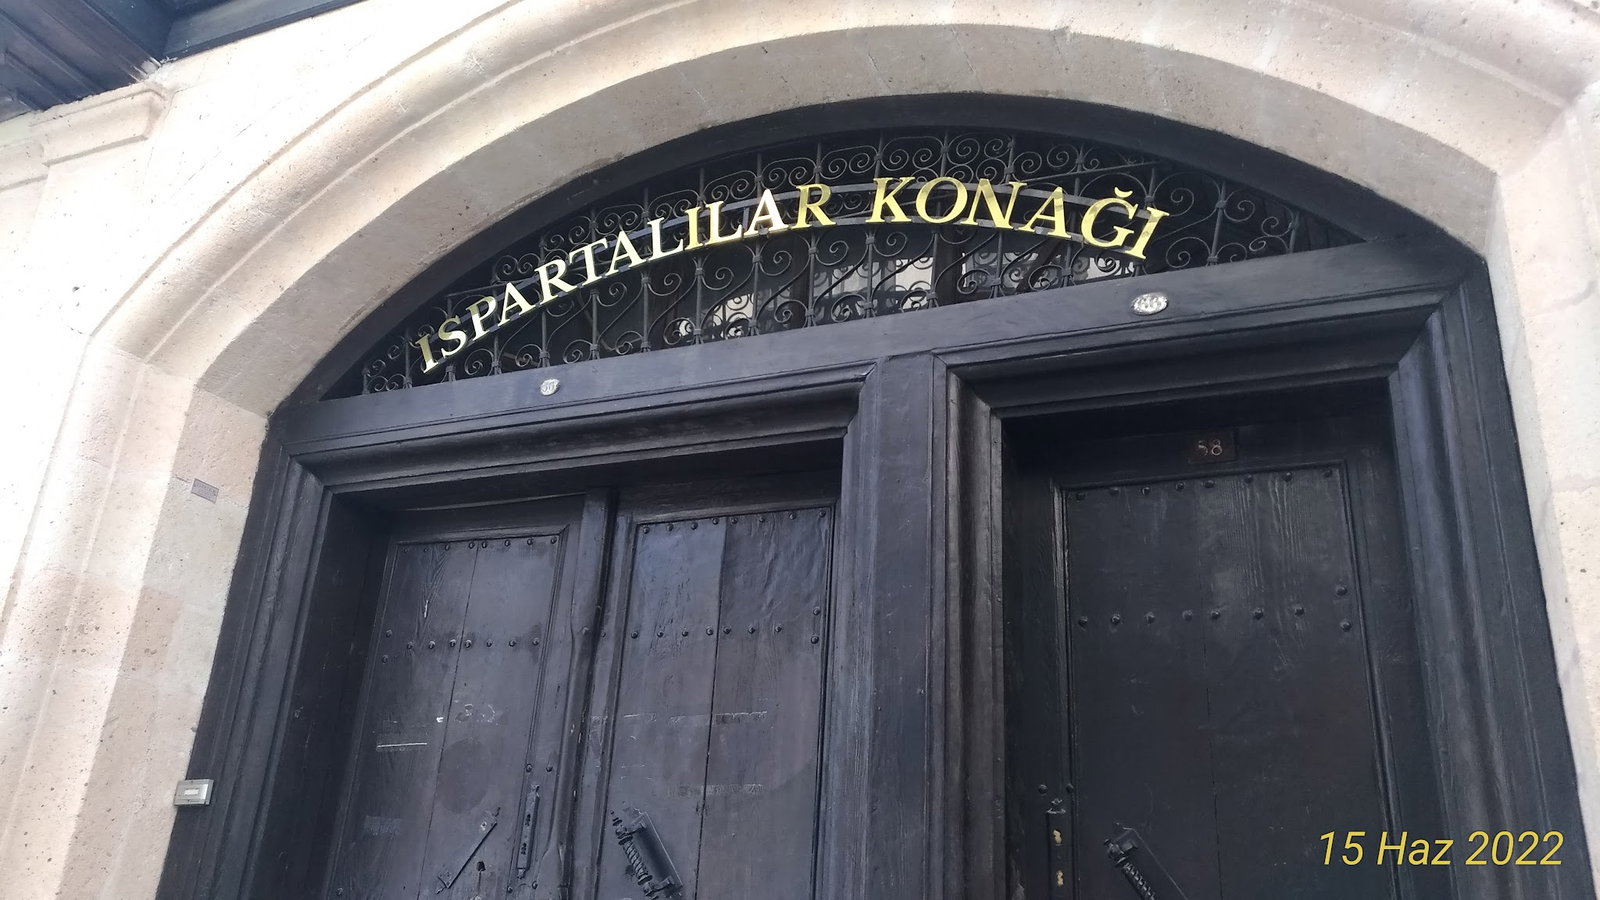 ISPARTALILAR KONAĞI
58
15 Haz 2022